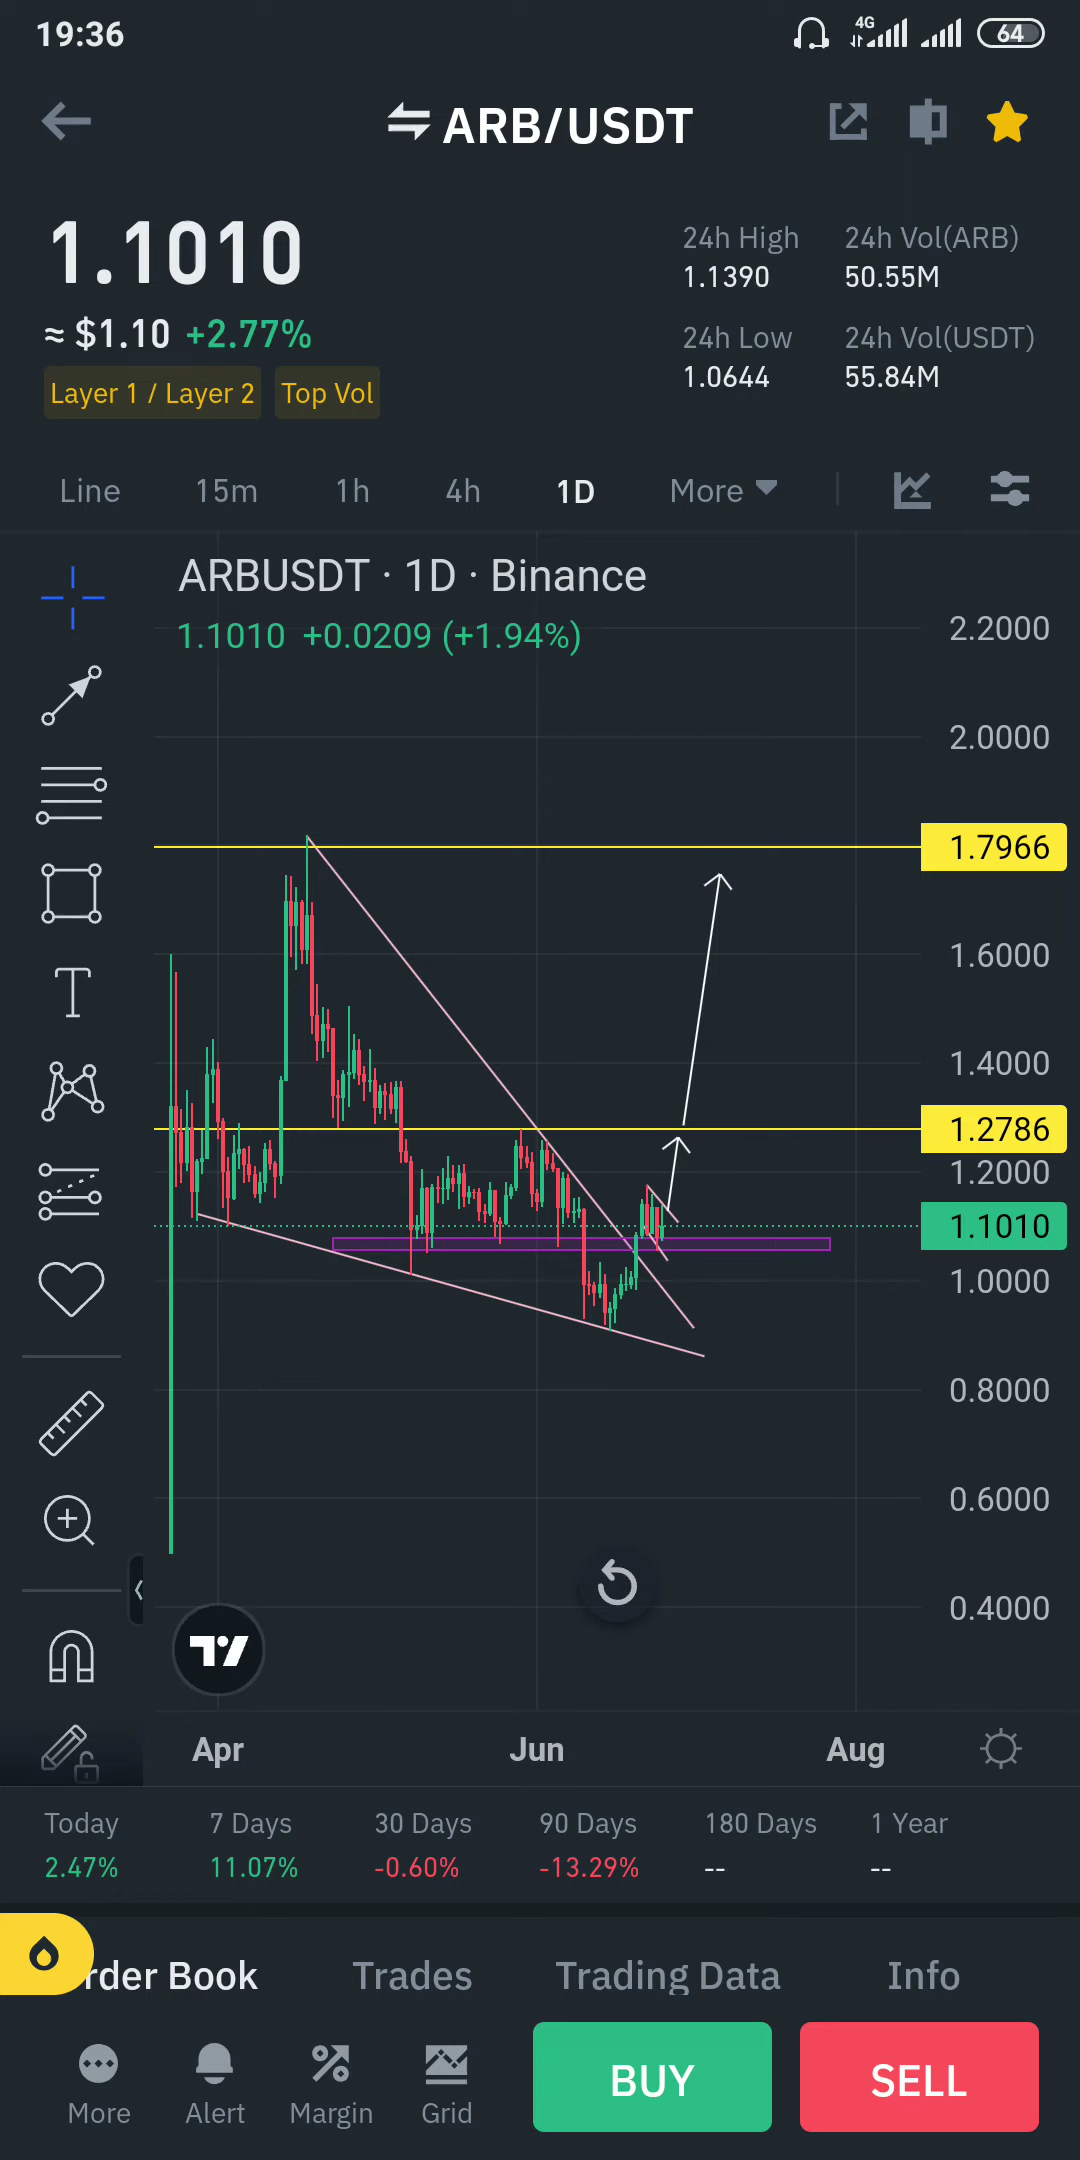 19:36
4G
64
ARB/USDT
1.1010
≈ $1.10 +2.77%
Layer 1 / Layer 2
Top Vol
24h High
1.1390
24h Vol(ARB)
50.55M
24h Low
1.0644
24h Vol(USDT)
55.84M
Line 15m 1h 4h 1D More
ARBUSDT · 1D · Binance
1.1010 +0.0209 (+1.94%)
2.2000
2.0000
1.7966
1.6000
1.4000
1.2786
1.2000
1.1010
1.0000
0.8000
0.6000
0.4000
Apr Jun Aug
Today 7 Days 30 Days 90 Days 180 Days 1 Year
2.47% 11.07% -0.60% -13.29% -- --
rder Book Trades Trading Data Info
More Alert Margin Grid
BUY
SELL